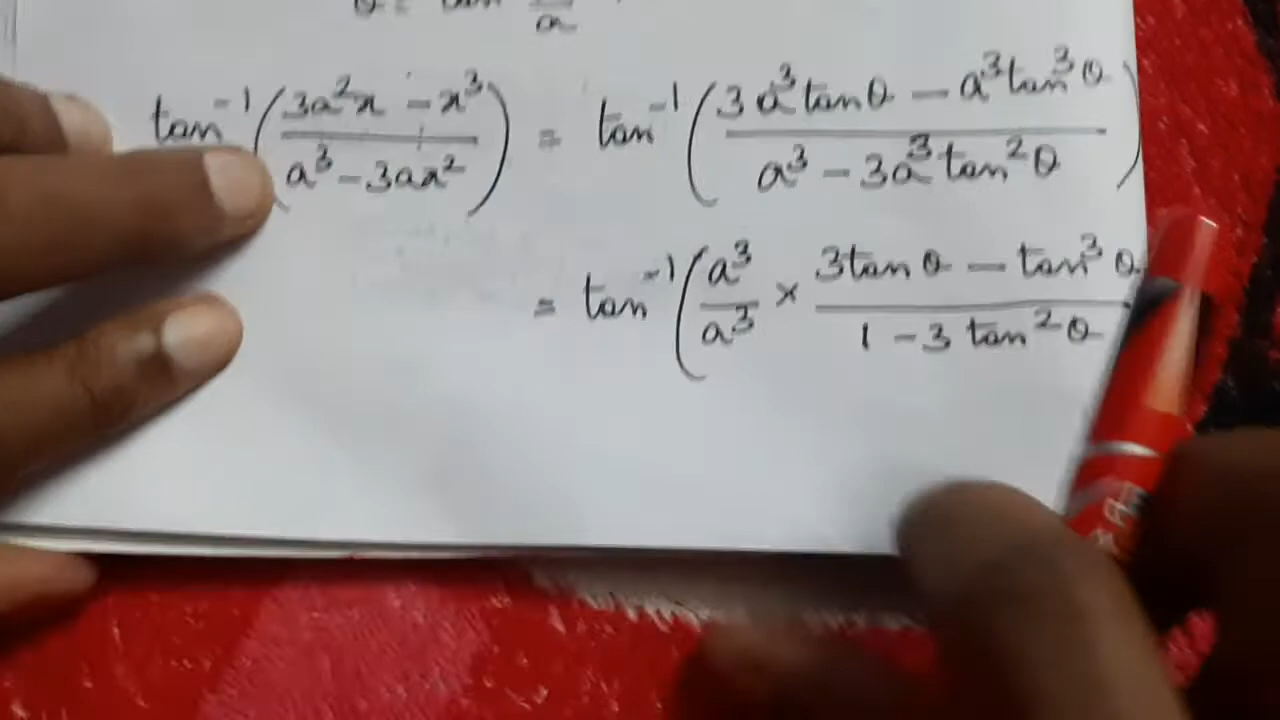 θ = tan a
tan⁻¹(3a²x - x³ / a³ - 3ax²) = tan⁻¹(3a³tanθ - a³tan³θ / a³ - 3a³tan²θ)
= tan⁻¹(a³/a³ × 3tanθ - tan³θ / 1 - 3tan²θ